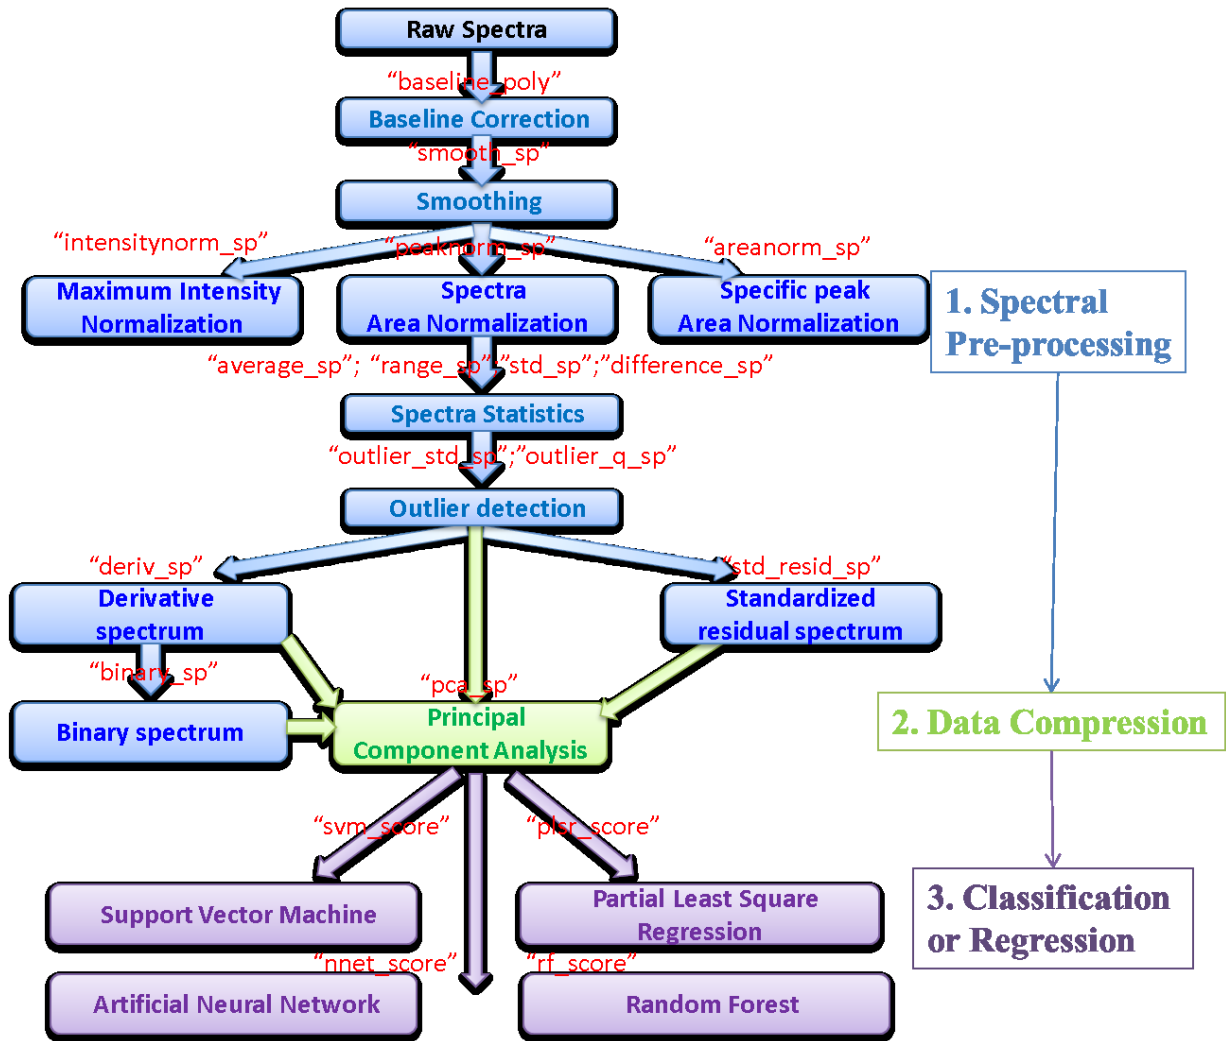 Raw Spectra
“baseline_poly”
Baseline Correction
“smooth_sp”
Smoothing
“intensitynorm_sp”
“peaknorm_sp”
“areanorm_sp”
Maximum Intensity
Normalization
Spectra
Area Normalization
Specific peak
Area Normalization
1. Spectral
Pre-processing
“average_sp”; “range_sp”;”std_sp”;”difference_sp”
Spectra Statistics
“outlier_std_sp”;”outlier_q_sp”
Outlier detection
“deriv_sp”
“std_resid_sp”
Derivative
spectrum
Standardized
residual spectrum
“binary_sp”
“pca_sp”
Binary spectrum
Principal
Component Analysis
2. Data Compression
“svm_score”
“plsr_score”
Support Vector Machine
Partial Least Square
Regression
3. Classification
or Regression
“nnet_score”
“rf_score”
Artificial Neural Network
Random Forest